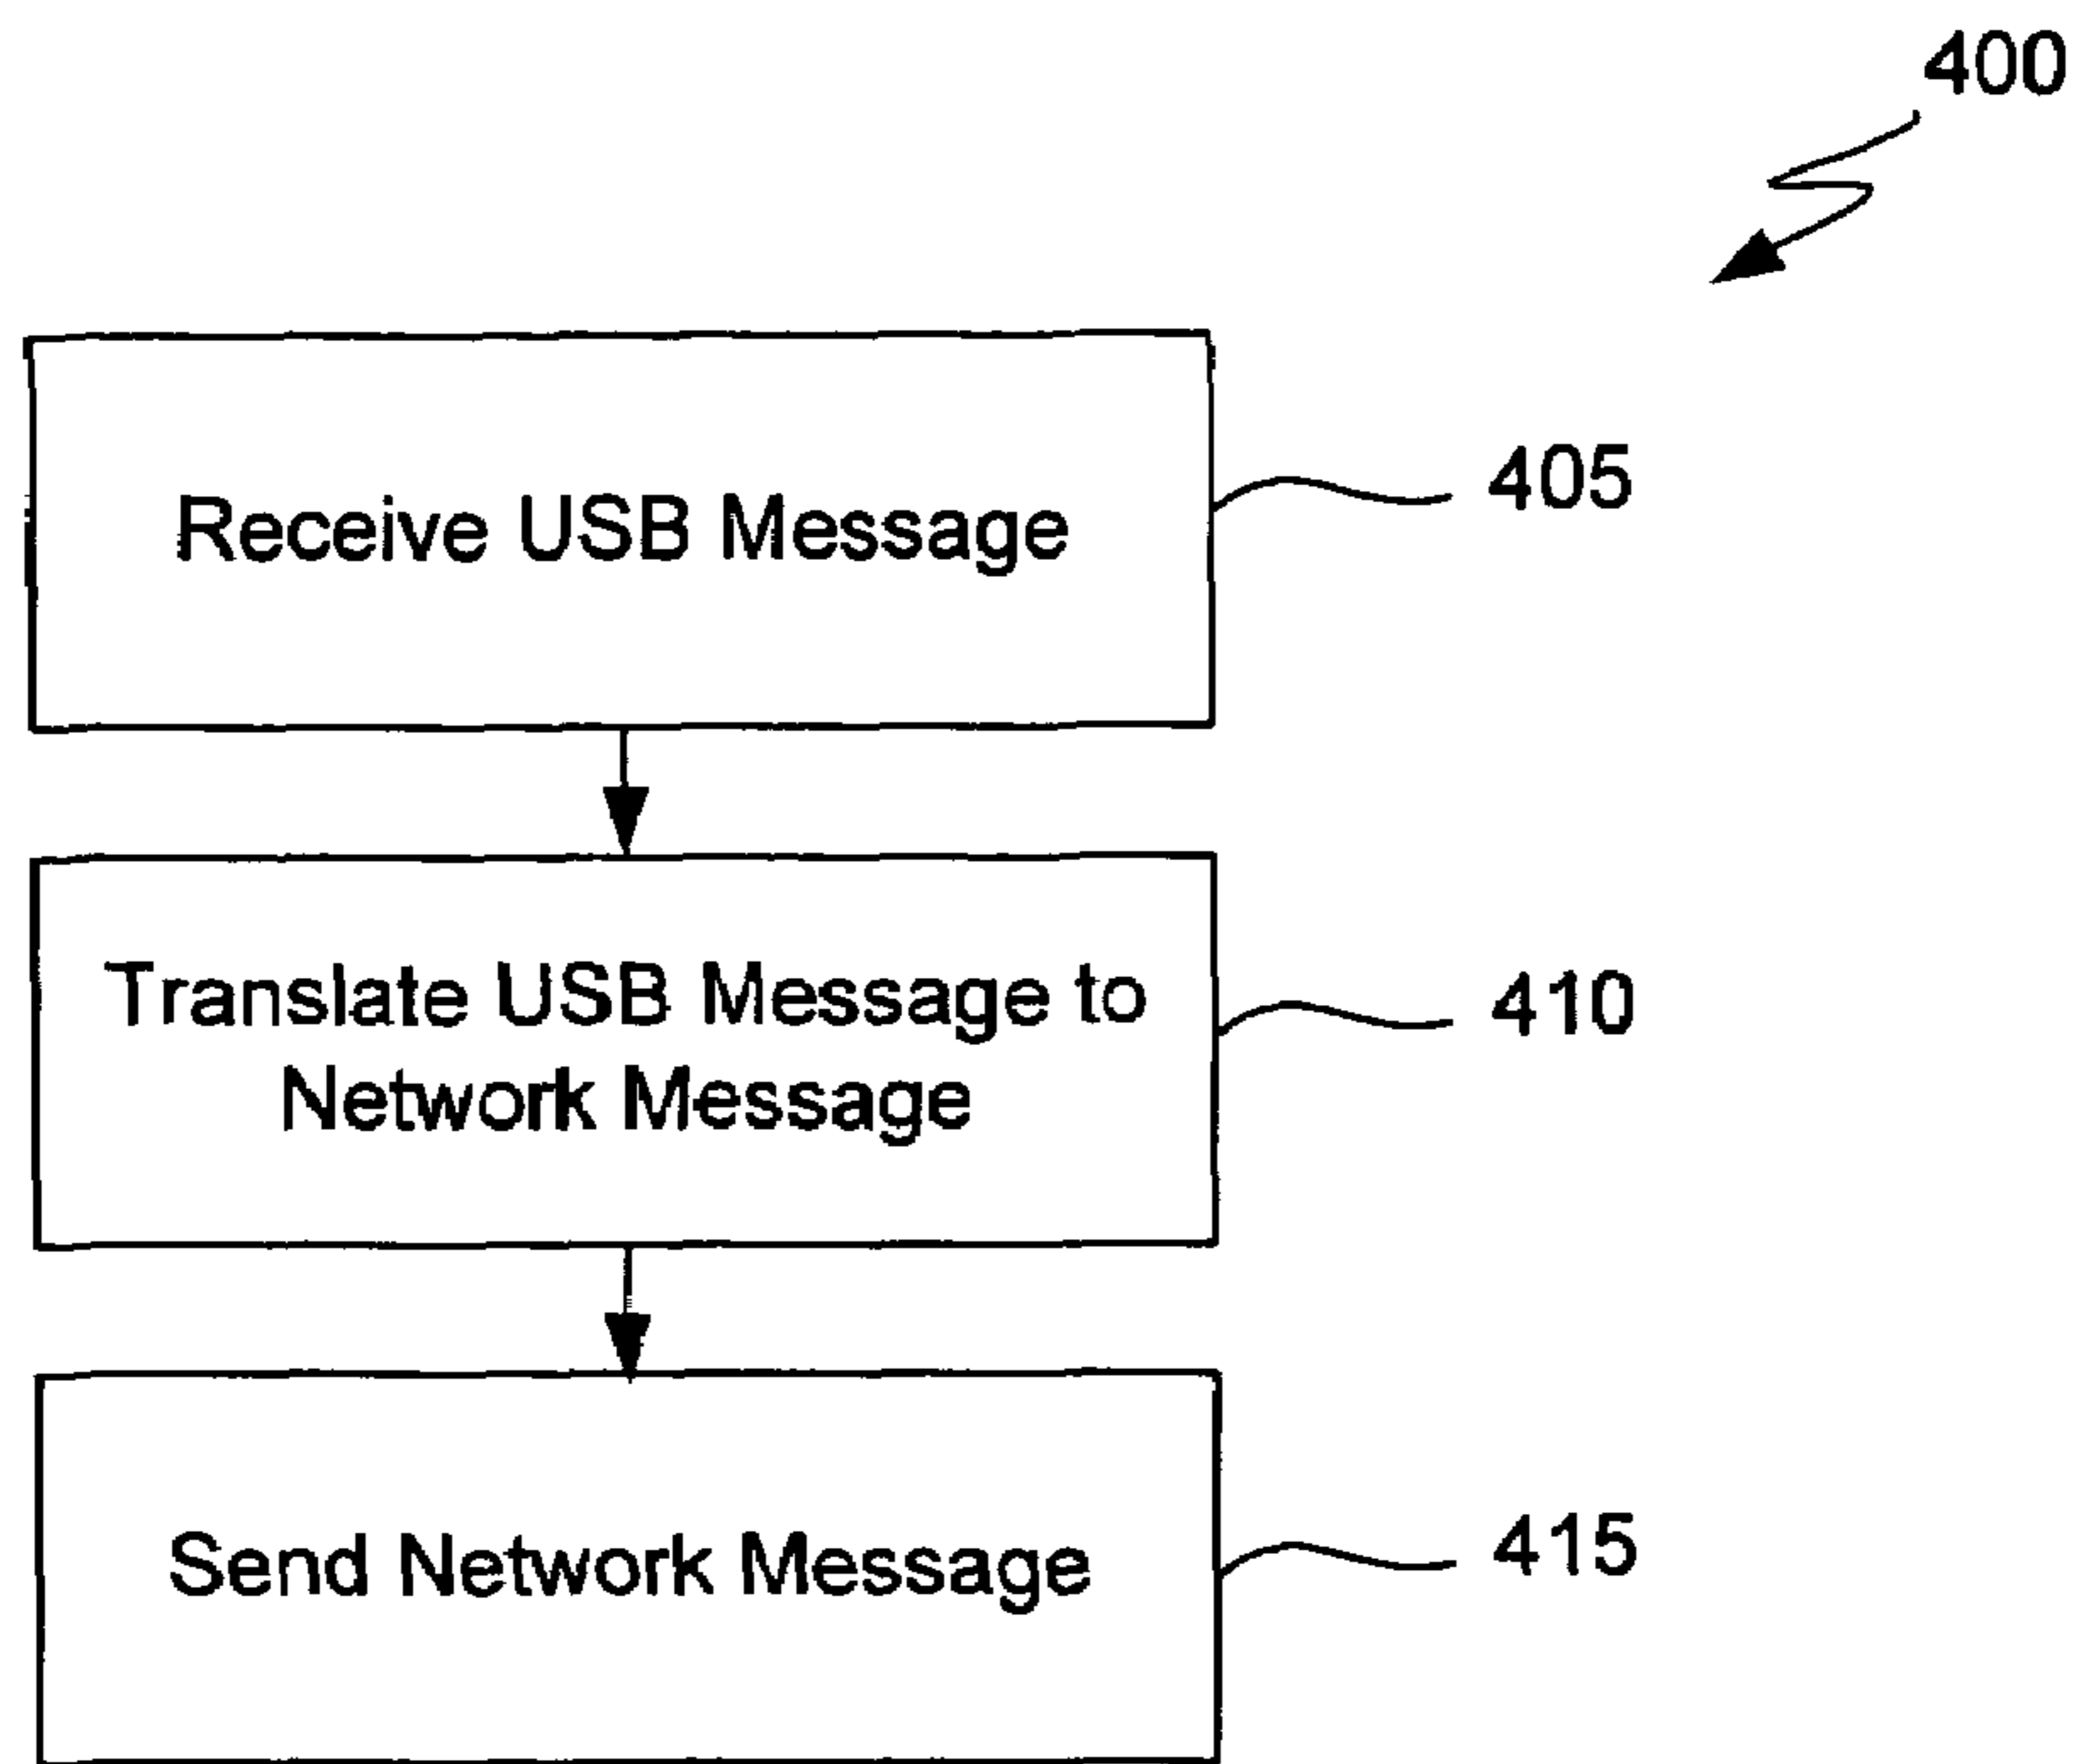 400
Receive USB Message
405
Translate USB Message to
Network Message
410
Send Network Message
415